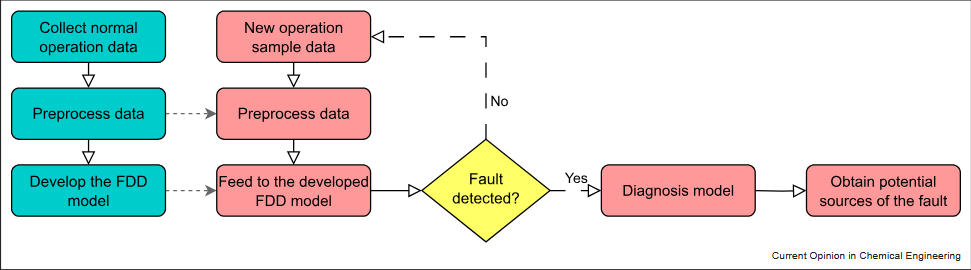 Collect normal
operation data
New operation
sample data
No
Preprocess data
Preprocess data
Develop the FDD
model
Feed to the developed
FDD model
Fault
detected?
Yes
Diagnosis model
Obtain potential
sources of the fault
Current Opinion in Chemical Engineering